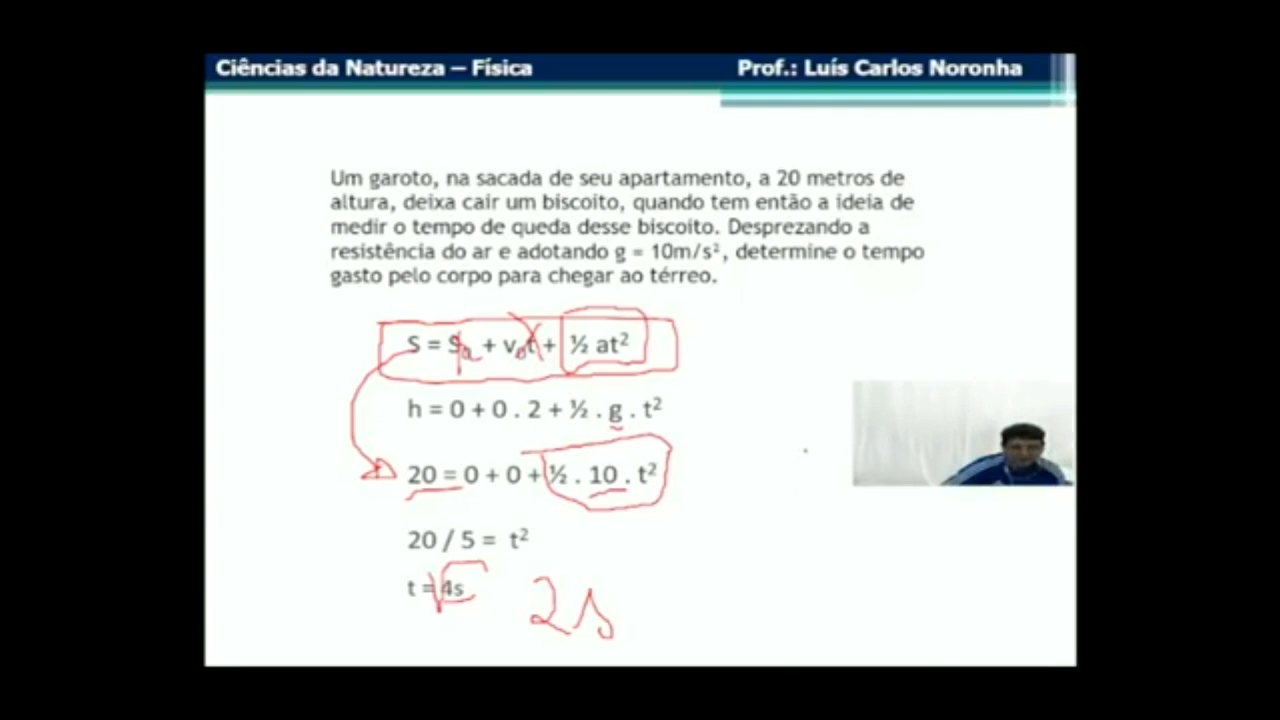 Ciências da Natureza – Física
Prof.: Luís Carlos Noronha
Um garoto, na sacada de seu apartamento, a 20 metros de
altura, deixa cair um biscoito, quando tem então a ideia de
medir o tempo de queda desse biscoito. Desprezando a
resistência do ar e adotando g = 10m/s², determine o tempo
gasto pelo corpo para chegar ao térreo.
S = S₀ + v₀t + ½ at²
h = 0 + 0 . 2 + ½ . g . t²
20 = 0 + 0 + ½ . 10 . t²
20 / 5 = t²
t = √4s 2s